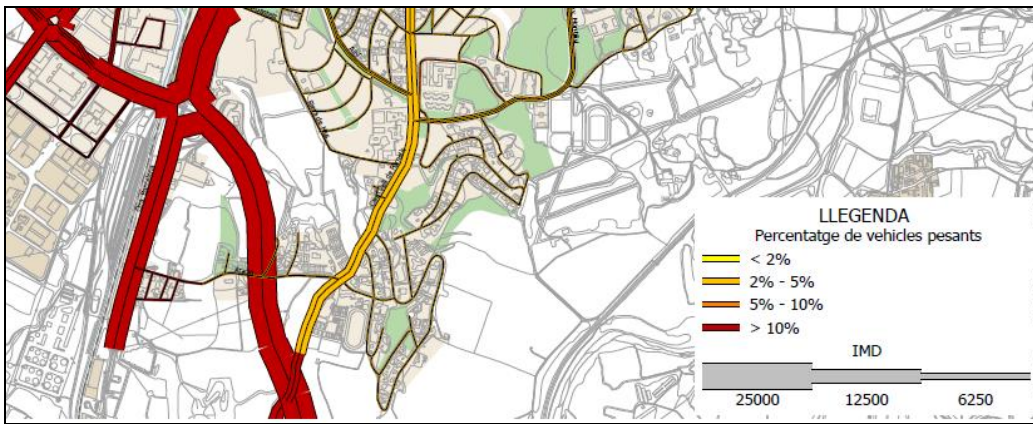 LLEGENDA
Percentatge de vehicles pesants
< 2%
2% - 5%
5% - 10%
> 10%
IMD
25000
12500
6250